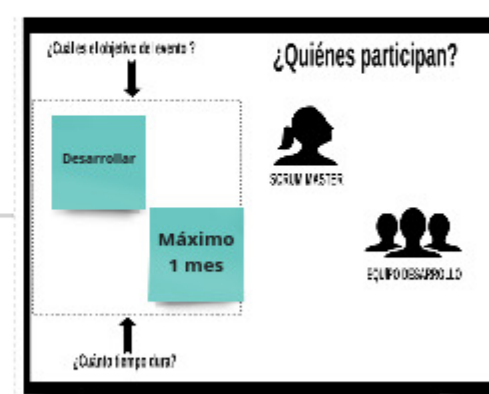 ¿Cuál es el objetivo de evento ?
¿Quiénes participan?
Desarrollar
SCRUM MASTER
Máximo
1 mes
EQUIPO DESARROLLO
¿Cuánto tiempo dura?